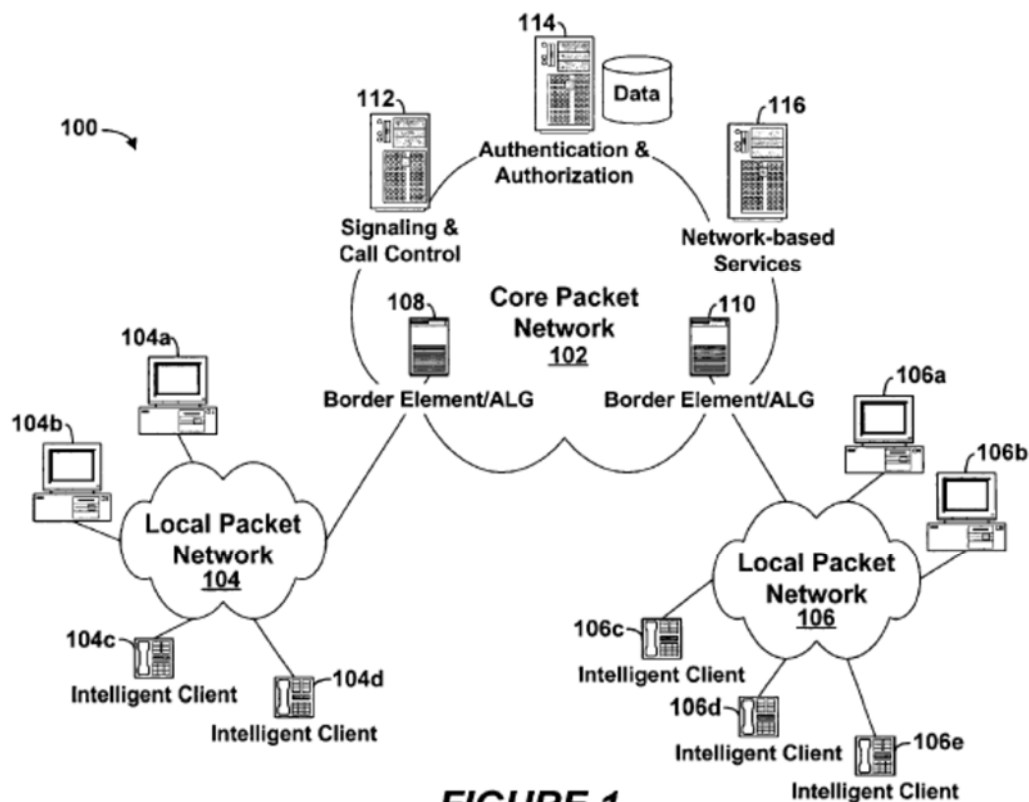 114
Data
112
116
100
Authentication &
Authorization
Signaling &
Call Control
Network-based
Services
108
Core Packet
Network
102
110
Border Element/ALG
Border Element/ALG
104a
104b
106a
106b
Local Packet
Network
104
Local Packet
Network
106
104c
Intelligent Client
104d
Intelligent Client
106c
Intelligent Client
106d
Intelligent Client
106e
Intelligent Client
FIGURE 1